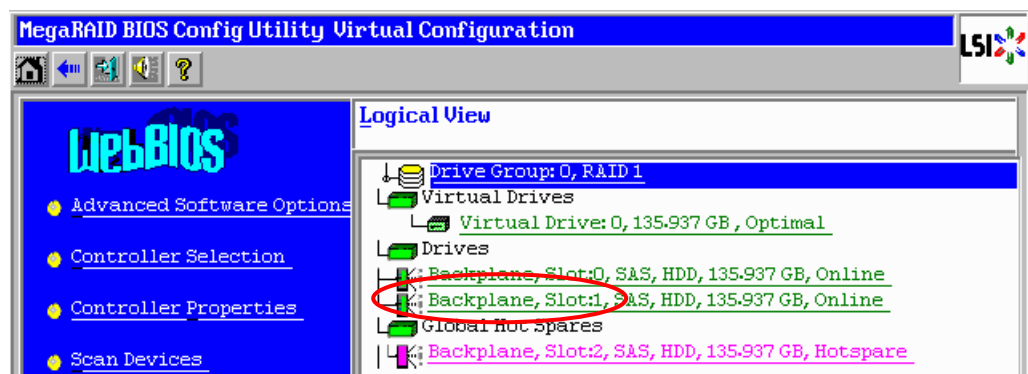 MegaRAID BIOS Config Utility Virtual Configuration
LSI
WebBIOS
Advanced Software Options
Controller Selection
Controller Properties
Scan Devices
Logical View
Drive Group: 0, RAID 1
Virtual Drives
Virtual Drive: 0, 135.937 GB, Optimal
Drives
Backplane, Slot:0, SAS, HDD, 135.937 GB, Online
Backplane, Slot:1, SAS, HDD, 135.937 GB, Online
Global Hot Spares
Backplane, Slot:2, SAS, HDD, 135.937 GB, Hotspare